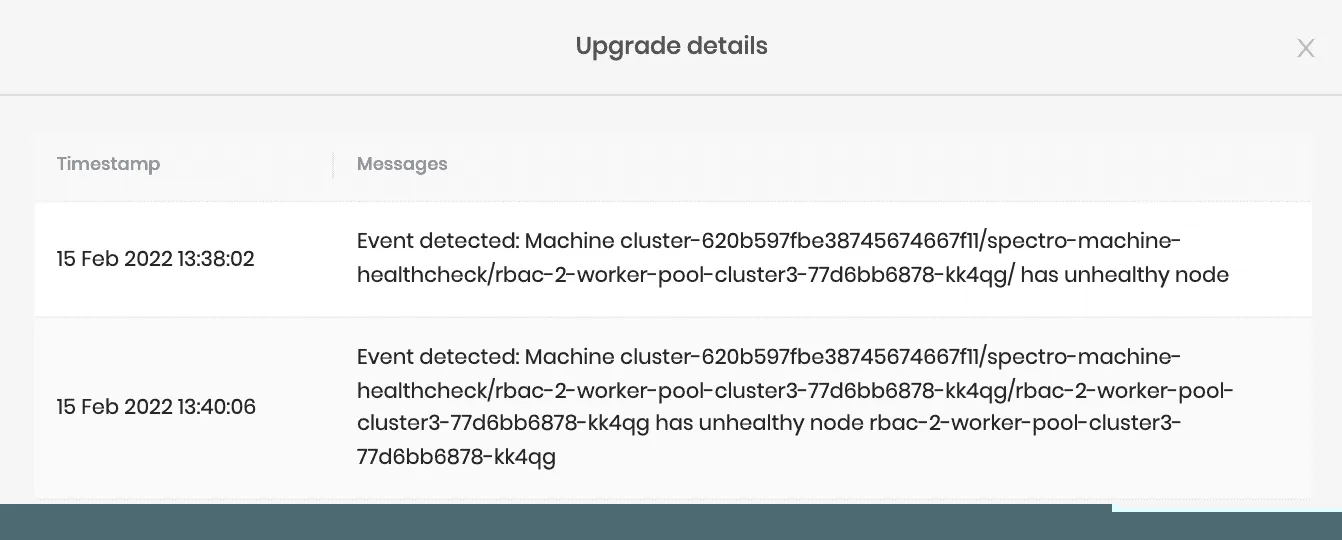 Upgrade details
Timestamp
Messages
15 Feb 2022 13:38:02
Event detected: Machine cluster-620b597fbe38745674667f11/spectro-machine-
healthcheck/rbac-2-worker-pool-cluster3-77d6bb6878-kk4qg/ has unhealthy node
15 Feb 2022 13:40:06
Event detected: Machine cluster-620b597fbe38745674667f11/spectro-machine-
healthcheck/rbac-2-worker-pool-cluster3-77d6bb6878-kk4qg/rbac-2-worker-pool-
cluster3-77d6bb6878-kk4qg has unhealthy node rbac-2-worker-pool-cluster3-
77d6bb6878-kk4qg